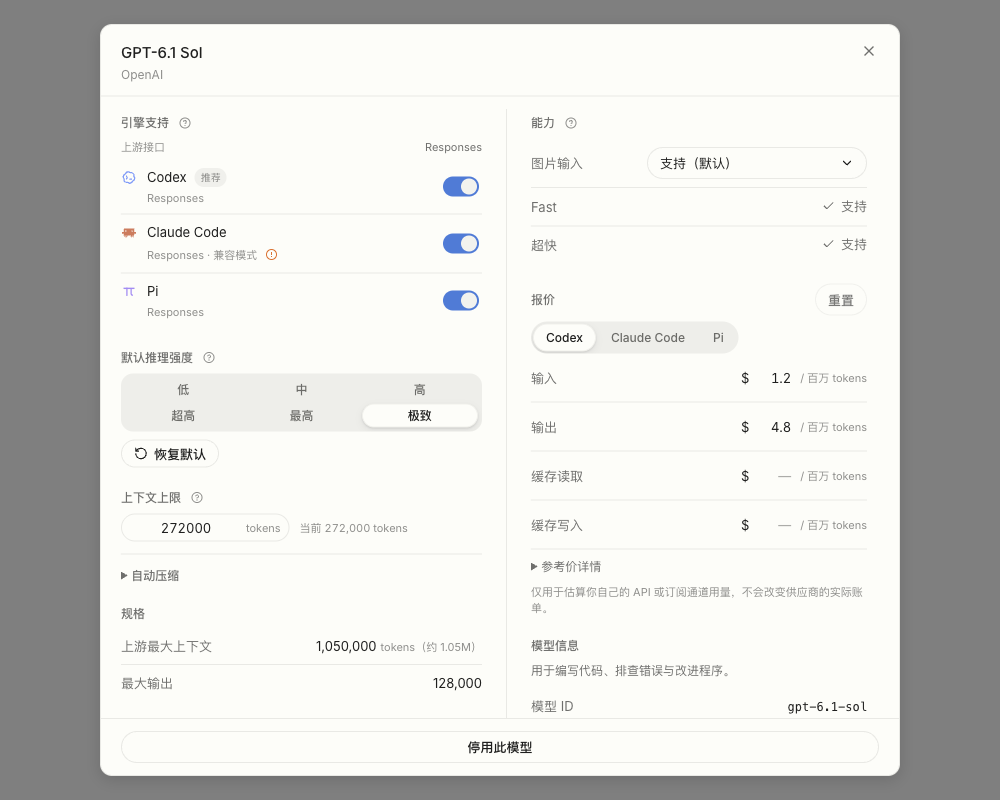 GPT-6.1 Sol
OpenAI
引擎支持
上游接口 Responses
Codex 推荐
Responses
Claude Code
Responses · 兼容模式
Pi
Responses
默认推理强度
低 中 高
超高 最高 极致
恢复默认
上下文上限
272000 tokens 当前 272,000 tokens
自动压缩
规格
上游最大上下文 1,050,000 tokens（约 1.05M）
最大输出 128,000
能力
图片输入 支持（默认）
Fast 支持
超快 支持
报价 重置
Codex Claude Code Pi
输入 $ 1.2 / 百万 tokens
输出 $ 4.8 / 百万 tokens
缓存读取 $ — / 百万 tokens
缓存写入 $ — / 百万 tokens
参考价详情
仅用于估算你自己的 API 或订阅通道用量，不会改变供应商的实际账
单。
模型信息
用于编写代码、排查错误与改进程序。
模型 ID gpt-6.1-sol
停用此模型